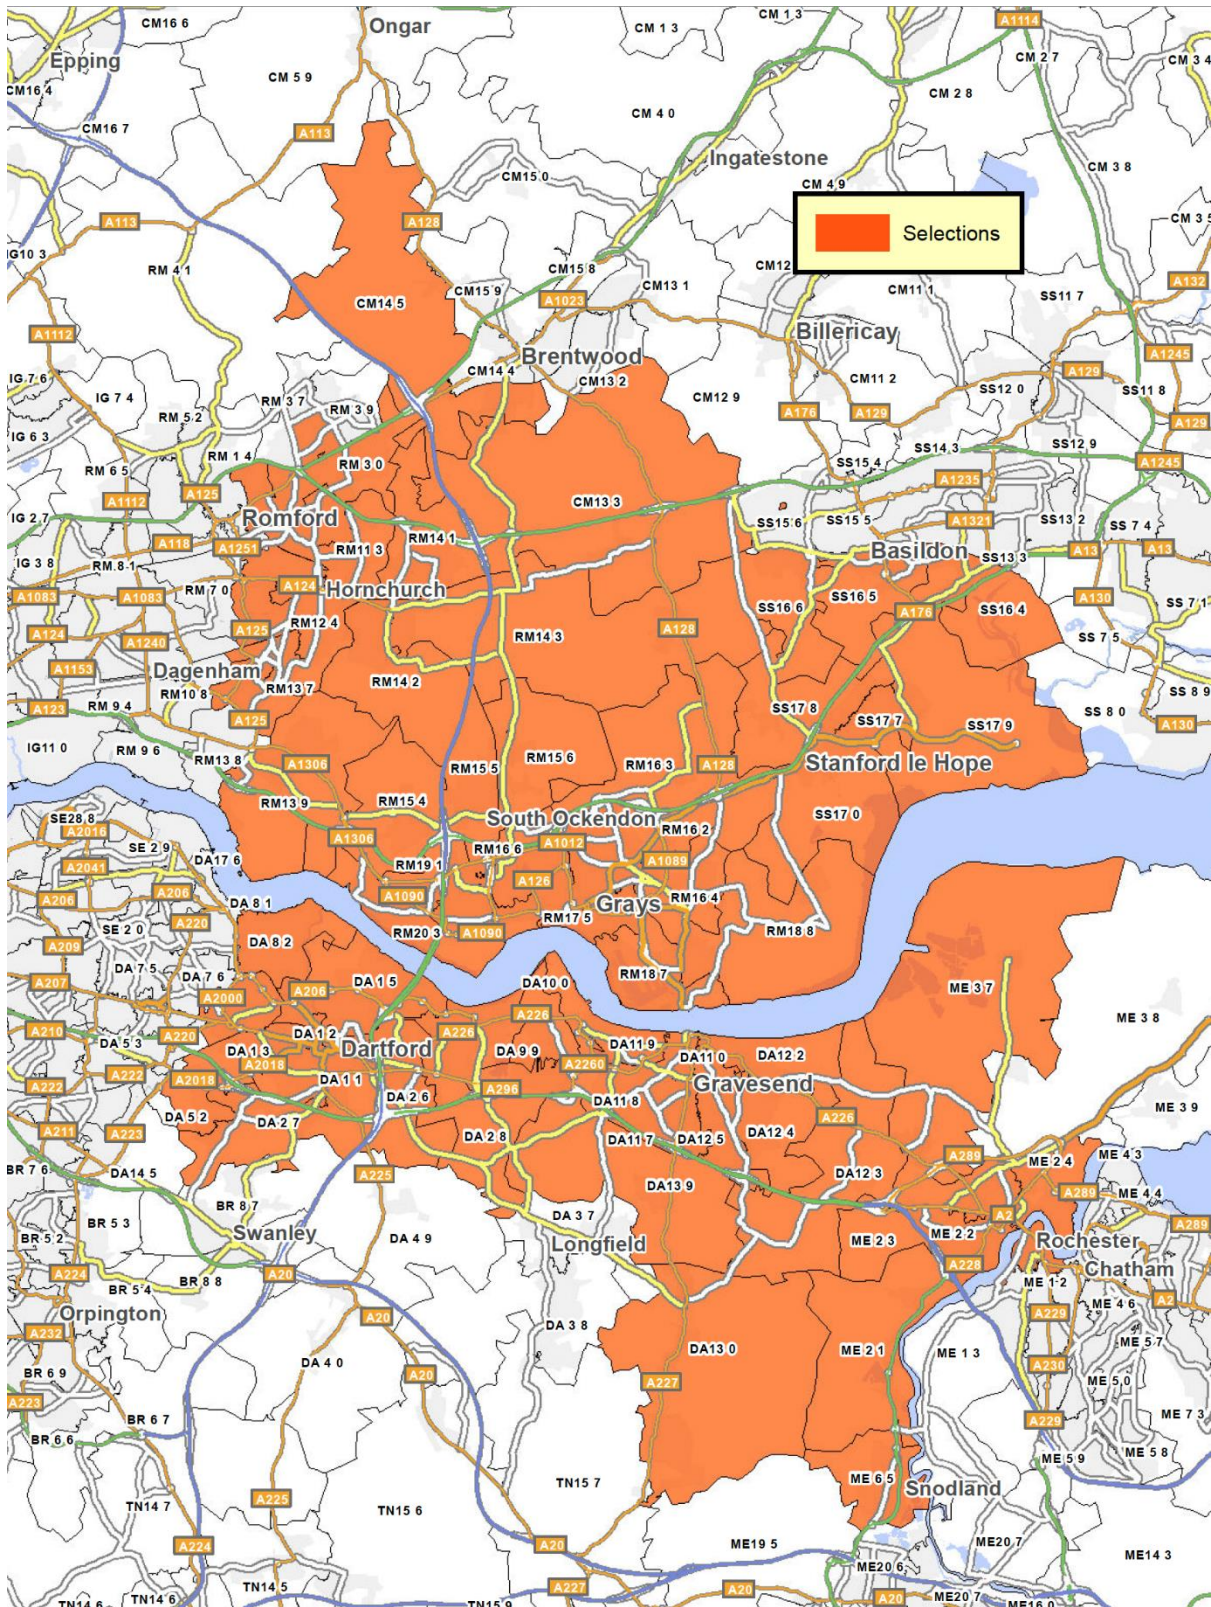 CM16 6
Ongar
CM 1 3
CM 1 3
A1114
Epping
CM 5 9
CM 2 7
CM 3 4
CM16 4
CM 2 8
CM16 7
A113
CM 4 0
Ingatestone
CM15 0
CM 4 9
CM 3 8
Selections
A113
A128
CM 3 5
IG10 3
RM 4 1
CM15 8
CM12
CM13 1
CM11 1
A132
CM14 5
CM15 9
A1023
SS11 7
A1112
Billericay
Brentwood
A1245
IG 7 6
CM14 4
CM13 2
CM11 2
A129
SS12 0
SS11 8
IG 7 4
RM 3 7
RM 3 9
CM12 9
A176
A129
RM 5 2
A129
IG 6 3
RM 1 4
RM 3 0
SS14 3
SS12 9
RM 6 5
SS15 4
A1245
A1112
A125
CM13 3
A1235
IG 2 7
Romford
SS15 6
SS15 5
A1321
SS13 2
SS 7 4
A118
A1251
RM11 3
RM14 1
Basildon
SS13 3
A13
A13
IG 3 8
RM 8 1
A124
Hornchurch
A1083
A1083
RM 7 0
SS16 6
SS16 5
A176
SS16 4
A130
SS 7 1
A124
A125
RM12 4
RM14 3
A128
A1240
SS 7 5
A1153
Dagenham
RM14 2
RM10 8
RM13 7
SS 8 9
A123
RM 9 4
A125
SS17 8
SS17 7
SS17 9
SS 8 0
A130
IG11 0
RM 9 6
RM13 8
A1306
RM15 5
RM15 6
RM16 3
A128
Stanford le Hope
RM13 9
RM15 4
South Ockendon
SS17 0
SE28 8
A2016
SE 2 9
A1306
RM16 6
A1012
RM16 2
DA17 6
RM19 1
A1089
A2041
A206
A126
A206
DA 8 1
A1090
Grays
RM16 4
A220
RM17 5
SE 2 0
RM20 3
A1090
RM18 8
A209
DA 8 2
DA 7 5
DA 7 6
RM18 7
A207
A206
DA 1 5
DA10 0
ME 3 7
A2000
A226
A226
ME 3 8
A210
A220
DA 1 2
Dartford
DA11 9
DA11 0
DA12 2
DA 5 3
DA 1 3
DA 9 9
A2260
A222
A222
A2018
A2018
DA 1 1
Gravesend
A296
DA 2 6
DA11 8
A226
ME 3 9
DA 5 2
DA 2 7
A211
A223
DA 2 8
DA11 7
DA12 5
DA12 4
A289
ME 2 4
ME 4 3
BR 7 6
DA14 5
A225
DA12 3
DA13 9
A289
ME 4 4
BR 5 3
BR 8 7
DA 3 7
A2
A289
BR 5 2
Swanley
DA 4 9
Longfield
ME 2 3
ME 2 2
Rochester
A224
BR 8 8
A20
A228
Chatham
BR 5 4
ME 1 2
Orpington
A20
A229
ME 4 6
A2
A232
DA 3 8
DA13 0
ME 2 1
ME 1 3
ME 5 7
DA 4 0
BR 6 9
A20
A230
A227
ME 5 0
A223
BR 6 7
A229
ME 7 3
BR 6 6
ME 5 9
ME 5 8
TN15 7
ME 6 5
Snodland
TN14 7
A225
TN15 6
A224
A20
ME19 5
ME20 7
ME20 6
ME14 3
TN14 5
A227
A20
A20
ME20 7
ME16 0
TN14 6
TN15 9